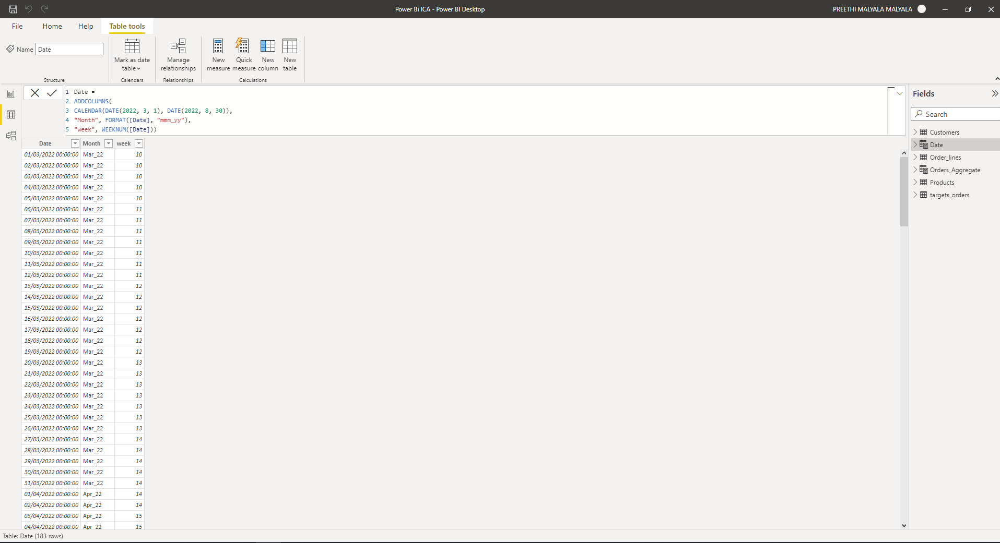 Power Bi ICA - Power BI Desktop
PREETHI MALYALA MALYALA
File Home Help Table tools
Name Date
Mark as date table
Manage relationships
New measure
Quick measure
New column
New table
Structure Calendars Relationships Calculations
1 Date =
2 ADDCOLUMNS(
3 CALENDAR(DATE(2022, 3, 1), DATE(2022, 8, 30)),
4 "Month", FORMAT([Date], "mmm_yy"),
5 "week", WEEKNUM([Date]))
Date Month week
01/03/2022 00:00:00 Mar_22 10
02/03/2022 00:00:00 Mar_22 10
03/03/2022 00:00:00 Mar_22 10
04/03/2022 00:00:00 Mar_22 10
05/03/2022 00:00:00 Mar_22 10
06/03/2022 00:00:00 Mar_22 11
07/03/2022 00:00:00 Mar_22 11
08/03/2022 00:00:00 Mar_22 11
09/03/2022 00:00:00 Mar_22 11
10/03/2022 00:00:00 Mar_22 11
11/03/2022 00:00:00 Mar_22 11
12/03/2022 00:00:00 Mar_22 11
13/03/2022 00:00:00 Mar_22 12
14/03/2022 00:00:00 Mar_22 12
15/03/2022 00:00:00 Mar_22 12
16/03/2022 00:00:00 Mar_22 12
17/03/2022 00:00:00 Mar_22 12
18/03/2022 00:00:00 Mar_22 12
19/03/2022 00:00:00 Mar_22 12
20/03/2022 00:00:00 Mar_22 13
21/03/2022 00:00:00 Mar_22 13
22/03/2022 00:00:00 Mar_22 13
23/03/2022 00:00:00 Mar_22 13
24/03/2022 00:00:00 Mar_22 13
25/03/2022 00:00:00 Mar_22 13
26/03/2022 00:00:00 Mar_22 13
27/03/2022 00:00:00 Mar_22 14
28/03/2022 00:00:00 Mar_22 14
29/03/2022 00:00:00 Mar_22 14
30/03/2022 00:00:00 Mar_22 14
31/03/2022 00:00:00 Mar_22 14
01/04/2022 00:00:00 Apr_22 14
02/04/2022 00:00:00 Apr_22 14
03/04/2022 00:00:00 Apr_22 15
04/04/2022 00:00:00 Apr_22 15
Fields
Search
Customers
Date
Order_lines
Orders_Aggregate
Products
targets_orders
Table: Date (183 rows)